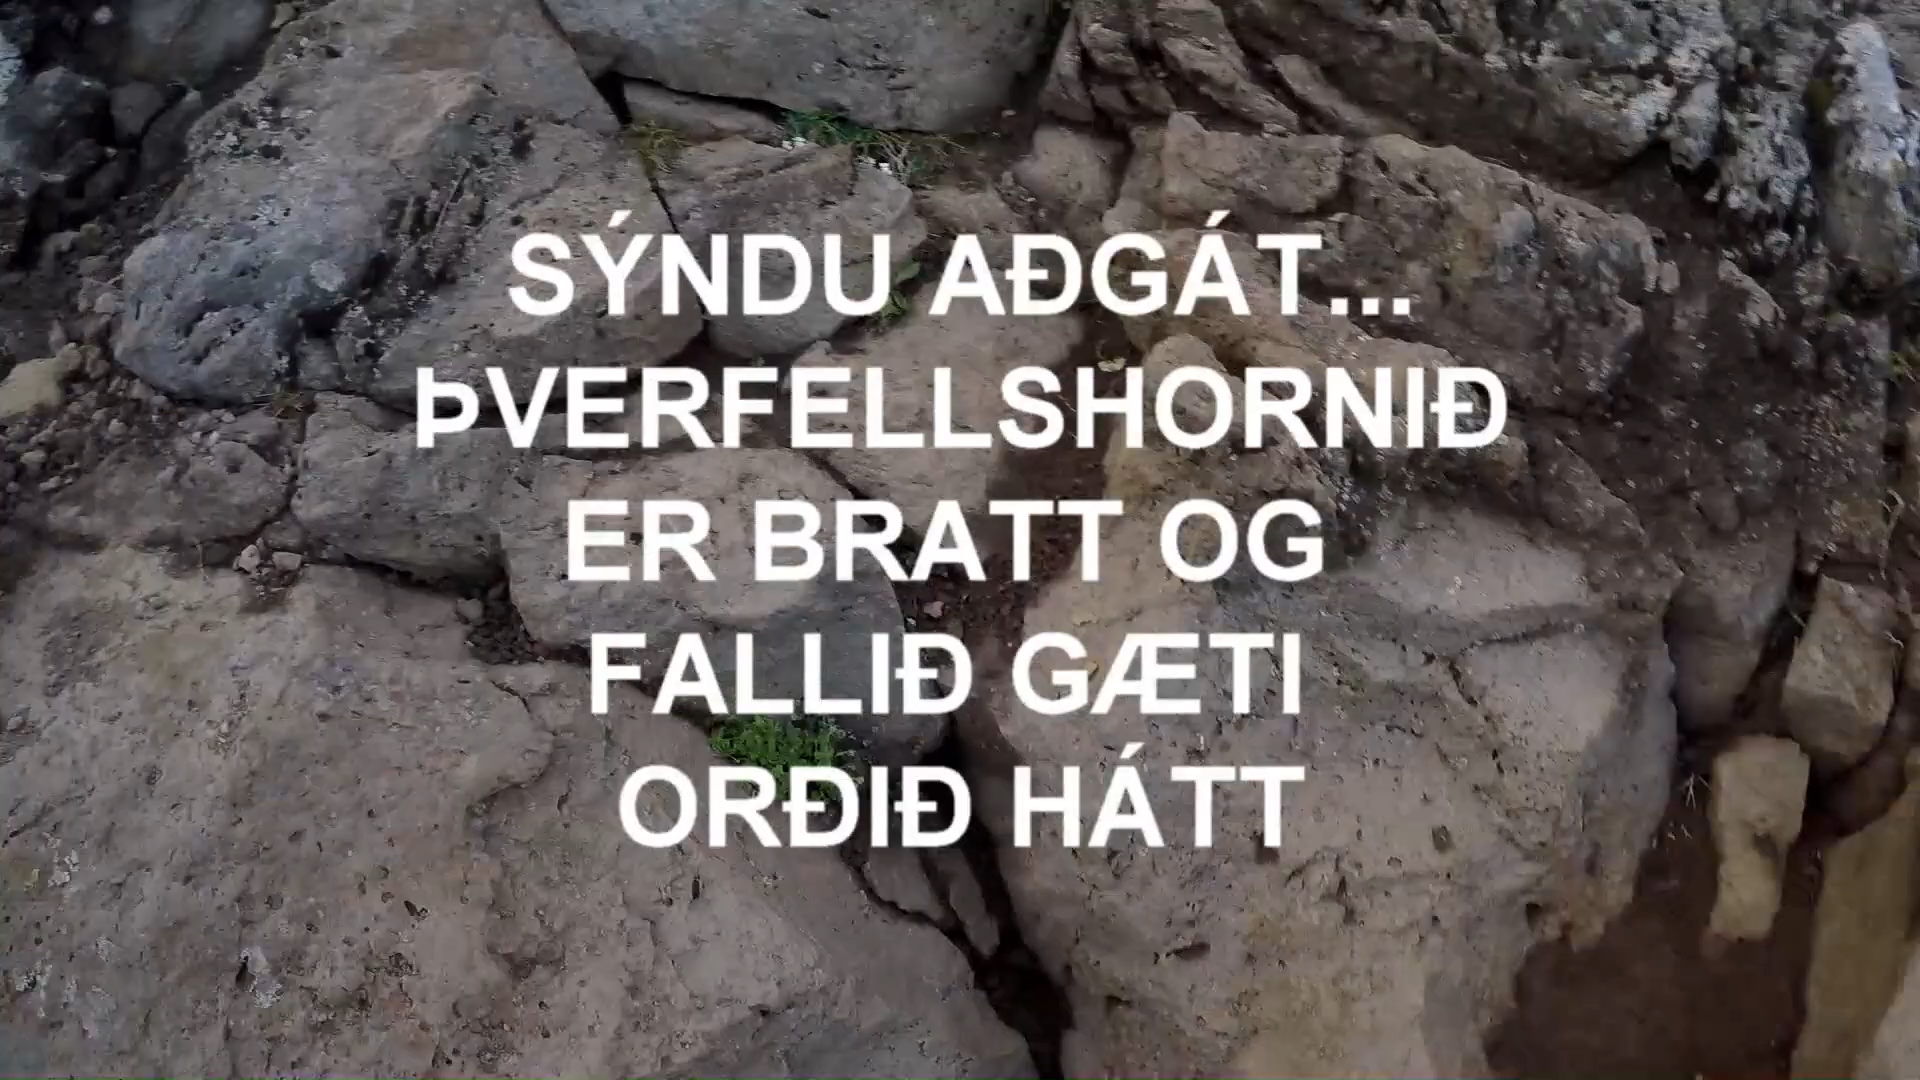 SÝNDU AÐGÁT...
ÞVERFELLSHORNIÐ
ER BRATT OG
FALLIÐ GÆTI
ORÐIÐ HÁTT